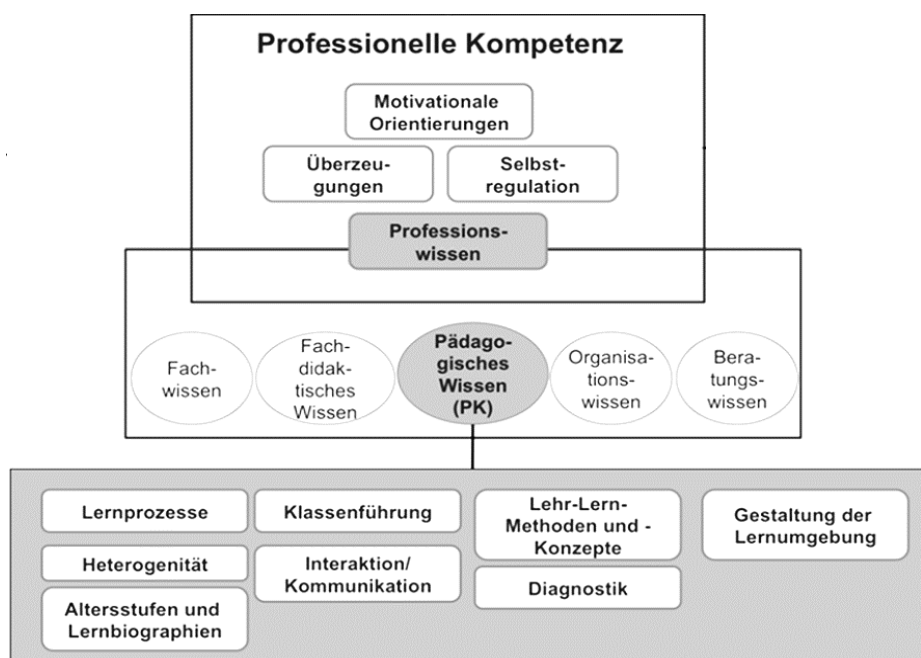 Professionelle Kompetenz
Motivationale
Orientierungen
Überzeu-
gungen
Selbst-
regulation
Professions-
wissen
Fach-
wissen
Fach-
didak-
tisches
Wissen
Pädago-
gisches
Wissen
(PK)
Organisa-
tions-
wissen
Bera-
tungs-
wissen
Lernprozesse
Heterogenität
Altersstufen und
Lernbiographien
Klassenführung
Interaktion/
Kommunikation
Lehr-Lern-
Methoden und -
Konzepte
Diagnostik
Gestaltung der
Lernumgebung